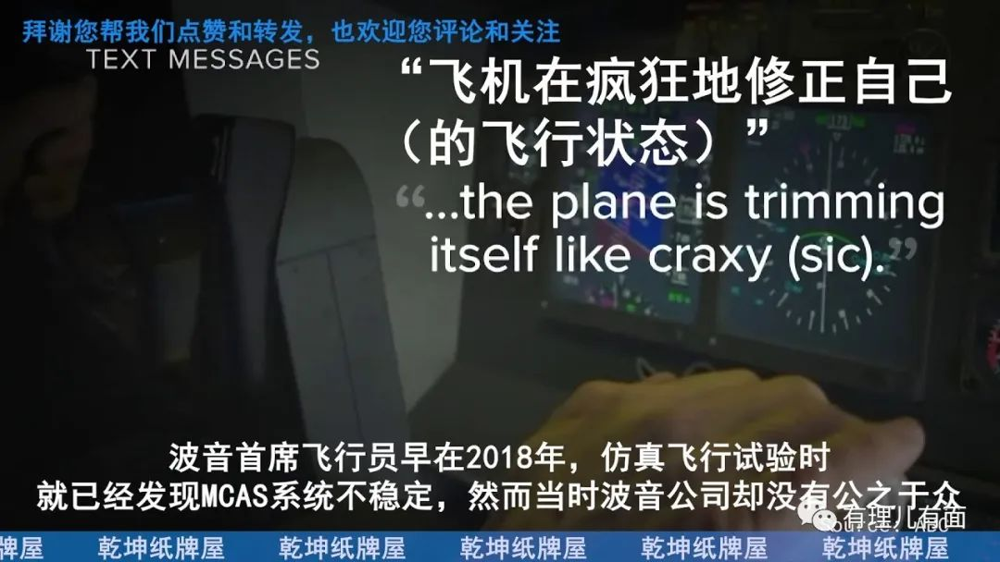 拜谢您帮我们点赞和转发，也欢迎您评论和关注
TEXT MESSAGES
“飞机在疯狂地修正自己
（的飞行状态）”
“...the plane is trimming
itself like craxy (sic).”
波音首席飞行员早在2018年，仿真飞行试验时
就已经发现MCAS系统不稳定，然而当时波音公司却没有公之于众
有理儿有面
Source: ABC
牌屋 乾坤纸牌屋 乾坤纸牌屋 乾坤纸牌屋 乾坤纸牌屋 乾坤纸牌屋